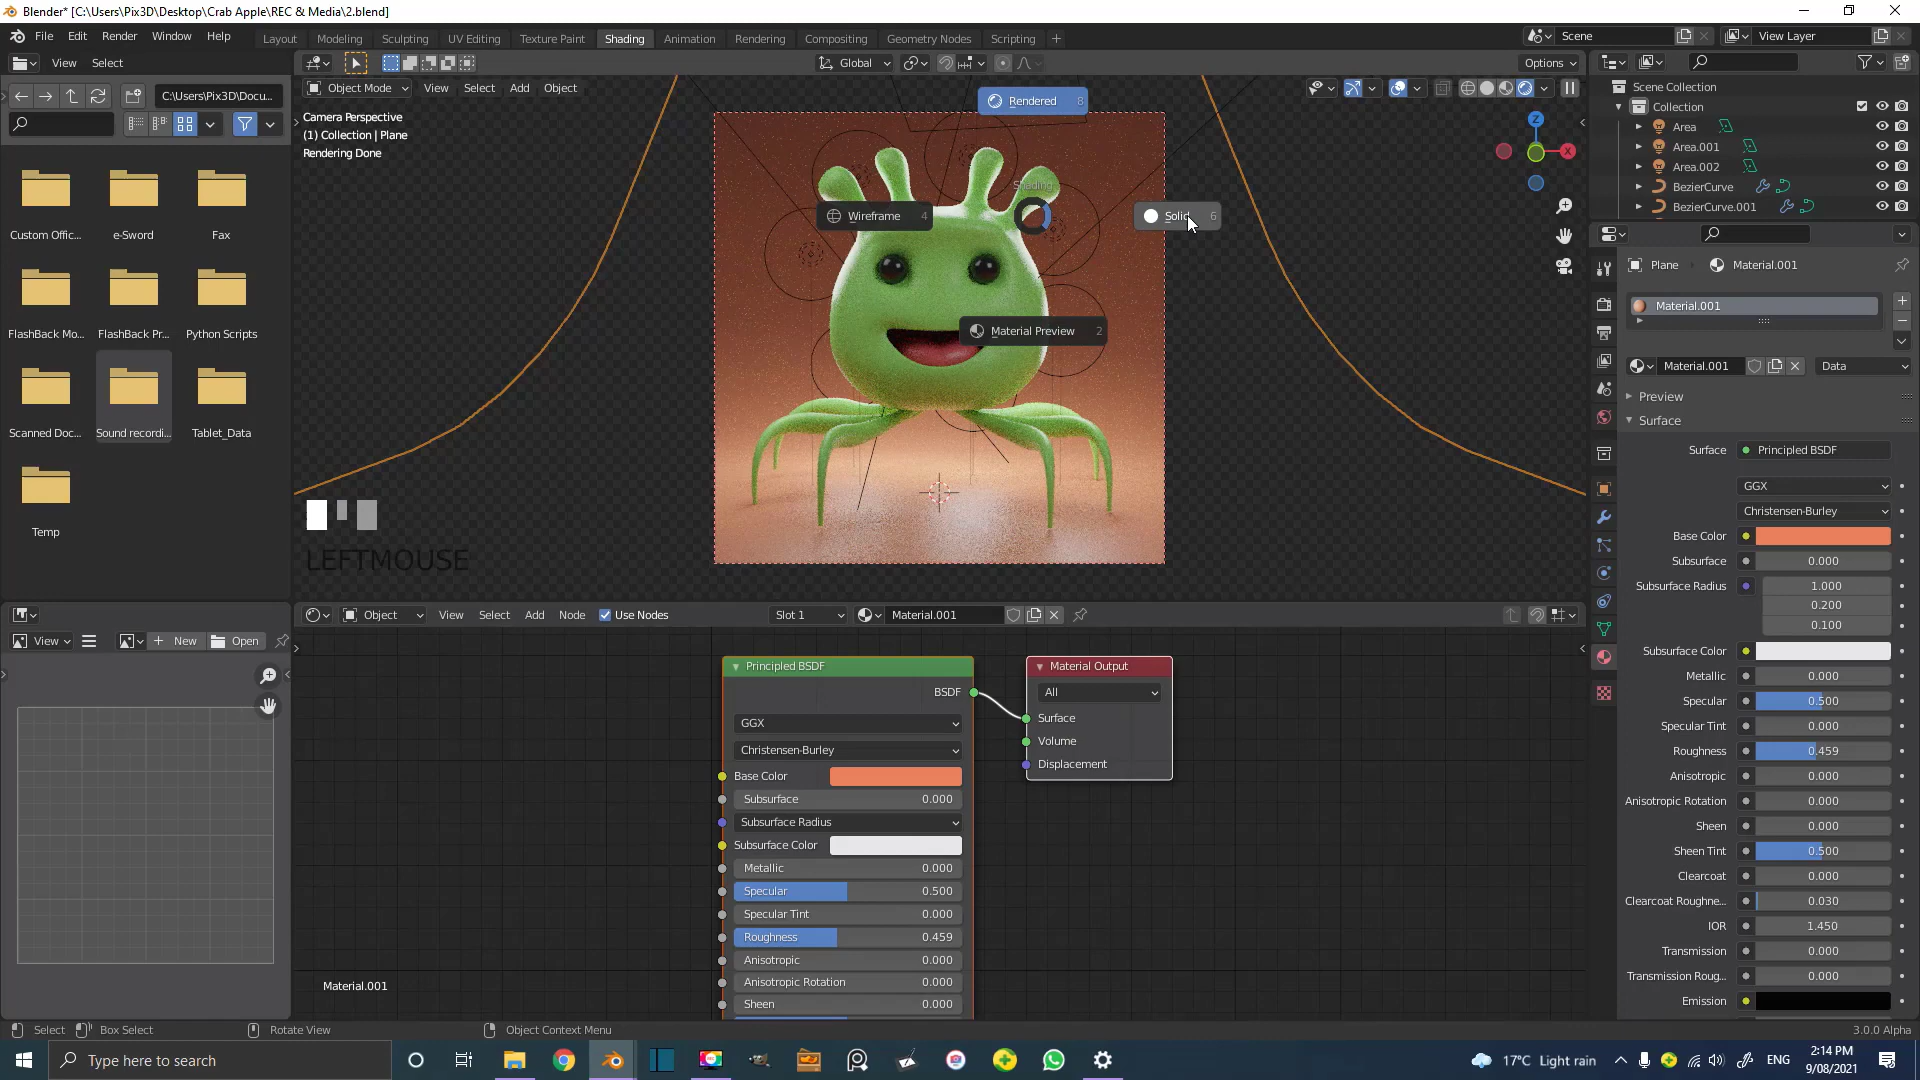 Blender* [C:\Users\Pix3D\Desktop\Crab Apple\REC & Media\2.blend]
File Edit Render Window Help
Layout Modeling Sculpting UV Editing Texture Paint Shading Animation Rendering Compositing Geometry Nodes Scripting
Scene
View Layer
View Select
Global
Options
C:\Users\Pix3D\Docu...
Object Mode View Select Add Object
Rendered 8
Camera Perspective
(1) Collection | Plane
Rendering Done
Shading
Wireframe 4
Solid 6
Material Preview 2
Z
X
Scene Collection
Collection
Area
Area.001
Area.002
BezierCurve
BezierCurve.001
Custom Offic...
e-Sword
Fax
FlashBack Mo...
FlashBack Pr...
Python Scripts
Scanned Doc...
Sound recordi...
Tablet_Data
Temp
LEFTMOUSE
Plane
Material.001
Material.001
Material.001
Data
Preview
Surface
Surface Principled BSDF
GGX
Christensen-Burley
Base Color
Subsurface 0.000
Subsurface Radius 1.000
0.200
0.100
Subsurface Color
Metallic 0.000
Specular 0.500
Specular Tint 0.000
Roughness 0.459
Anisotropic 0.000
Anisotropic Rotation 0.000
Sheen 0.000
Sheen Tint 0.500
Clearcoat 0.000
Clearcoat Roughne... 0.030
IOR 1.450
Transmission 0.000
Transmission Roug... 0.000
Emission
View
New
Open
Object View Select Add Node Use Nodes
Slot 1
Material.001
Principled BSDF
BSDF
GGX
Christensen-Burley
Base Color
Subsurface 0.000
Subsurface Radius
Subsurface Color
Metallic 0.000
Specular 0.500
Specular Tint 0.000
Roughness 0.459
Anisotropic 0.000
Anisotropic Rotation 0.000
Sheen 0.000
Material Output
All
Surface
Volume
Displacement
Material.001
Select
Box Select
Rotate View
Object Context Menu
3.0.0 Alpha
Type here to search
17°C Light rain
ENG
2:14 PM
9/08/2021